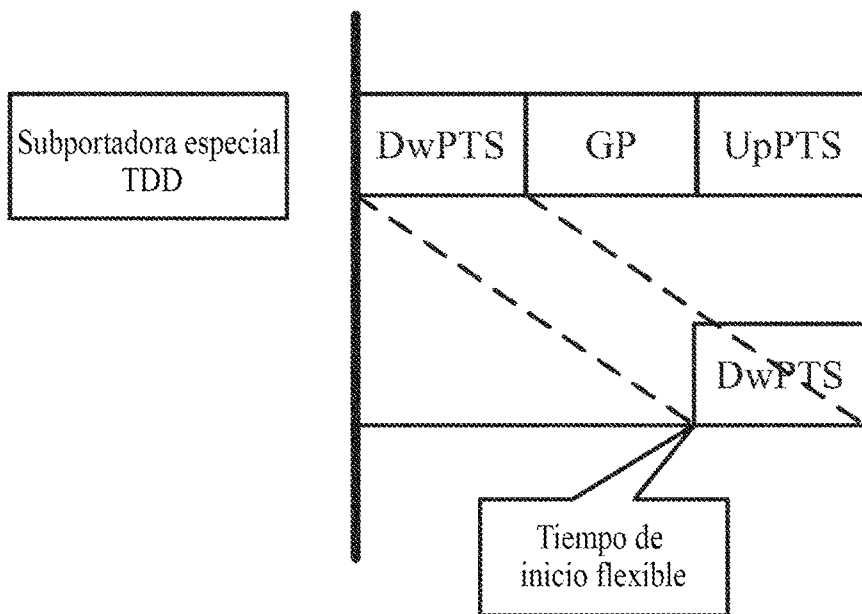 Subportadora especial
TDD
DwPTS
GP
UpPTS
DwPTS
Tiempo de
inicio flexible